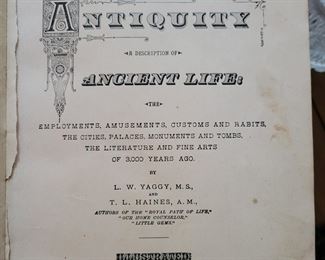 ANTIQUITY
A DESCRIPTION OF
ANCIENT LIFE:
THE
EMPLOYMENTS, AMUSEMENTS, CUSTOMS AND HABITS,
THE CITIES, PALACES, MONUMENTS AND TOMBS,
THE LITERATURE AND FINE ARTS
OF 3,000 YEARS AGO.
BY
L. W. YAGGY, M.S.,
AND
T. L. HAINES, A.M.,
AUTHORS OF THE "ROYAL PATH OF LIFE,"
"OUR HOME COUNSELOR,"
"LITTLE GEMS."
ILLUSTRATED: